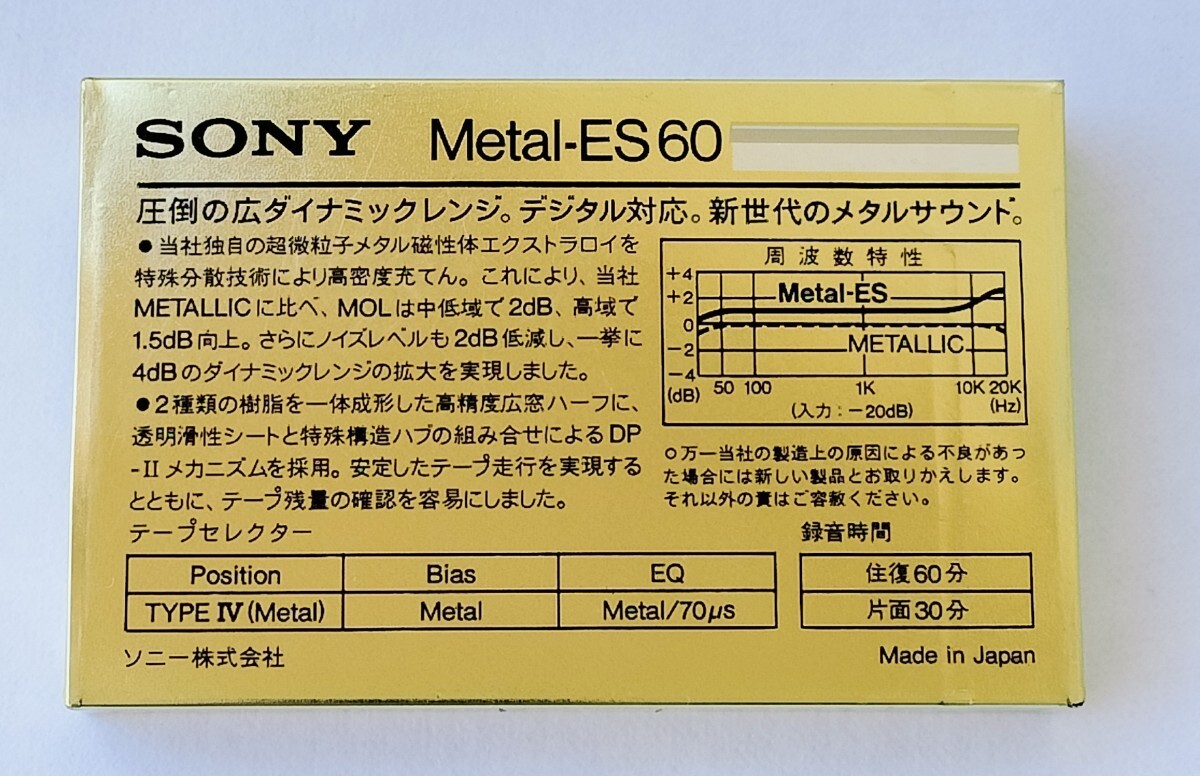 SONY Metal-ES 60
圧倒の広ダイナミックレンジ。デジタル対応。新世代のメタルサウンド。
●当社独自の超微粒子メタル磁性体エクストラロイを
特殊分散技術により高密度充てん。これにより、当社
METALLICに比べ、MOLは中低域で2dB、高域で
1.5dB向上。さらにノイズレベルも2dB低減し、一挙に
4dBのダイナミックレンジの拡大を実現しました。
●2種類の樹脂を一体成形した高精度広窓ハーフに、
透明滑性シートと特殊構造ハブの組み合せによるDP
-II メカニズムを採用。安定したテープ走行を実現する
とともに、テープ残量の確認を容易にしました。
周波数特性
+4
+2
0
−2
−4
(dB)
Metal-ES
METALLIC
50 100 1K 10K 20K
(Hz)
(入力：−20dB)
○万一当社の製造上の原因による不良があっ
た場合には新しい製品とお取りかえします。
それ以外の責はご容赦ください。
テープセレクター
Position Bias EQ
TYPE IV (Metal) Metal Metal/70μs
録音時間
往復60分
片面30分
ソニー株式会社
Made in Japan